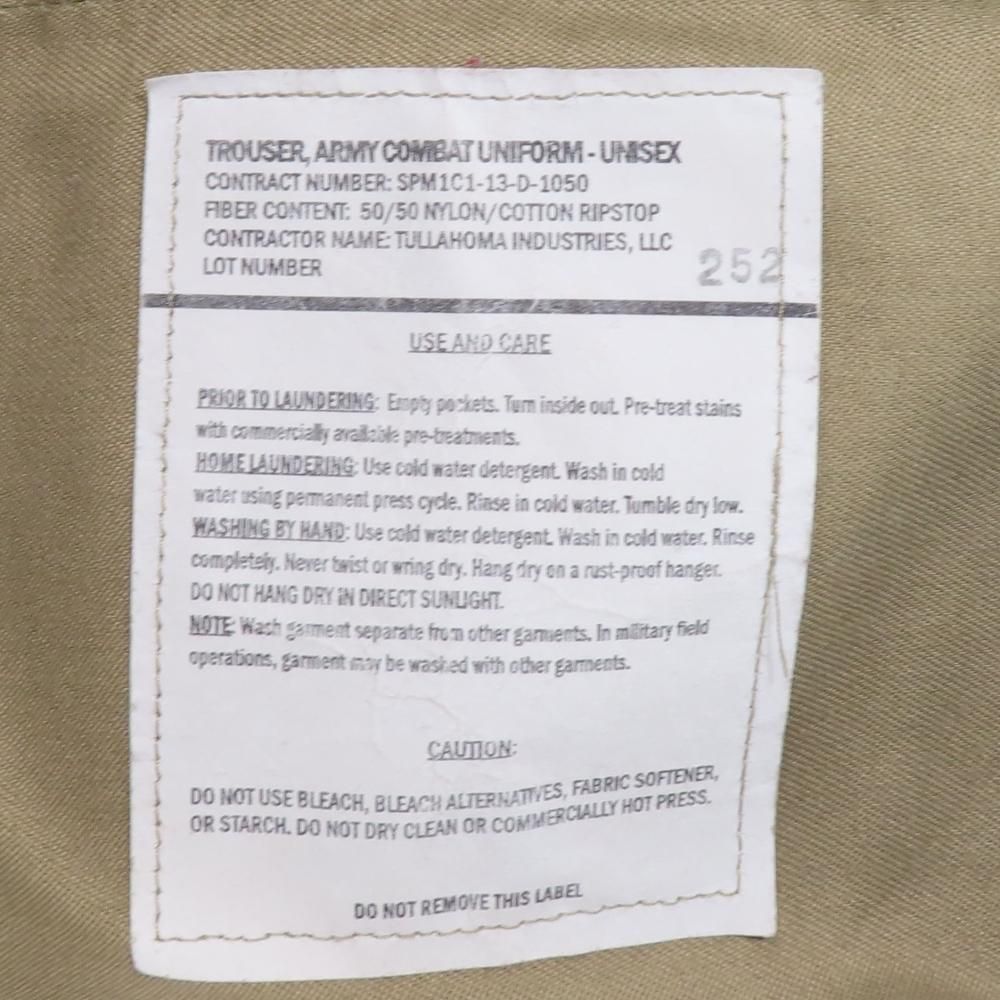 TROUSER, ARMY COMBAT UNIFORM - UNISEX
CONTRACT NUMBER: SPM1C1-13-D-1050
FIBER CONTENT: 50/50 NYLON/COTTON RIPSTOP
CONTRACTOR NAME: TULLAHOMA INDUSTRIES, LLC
LOT NUMBER 252
USE AND CARE
PRIOR TO LAUNDERING: Empty pockets. Turn inside out. Pre-treat stains
with commercially available pre-treatments.
HOME LAUNDERING: Use cold water detergent. Wash in cold
water using permanent press cycle. Rinse in cold water. Tumble dry low.
WASHING BY HAND: Use cold water detergent. Wash in cold water. Rinse
completely. Never twist or wring dry. Hang dry on a rust-proof hanger.
DO NOT HANG DRY IN DIRECT SUNLIGHT.
NOTE: Wash garment separate from other garments. In military field
operations, garment may be washed with other garments.
CAUTION:
DO NOT USE BLEACH, BLEACH ALTERNATIVES, FABRIC SOFTENER,
OR STARCH. DO NOT DRY CLEAN OR COMMERCIALLY HOT PRESS.
DO NOT REMOVE THIS LABEL